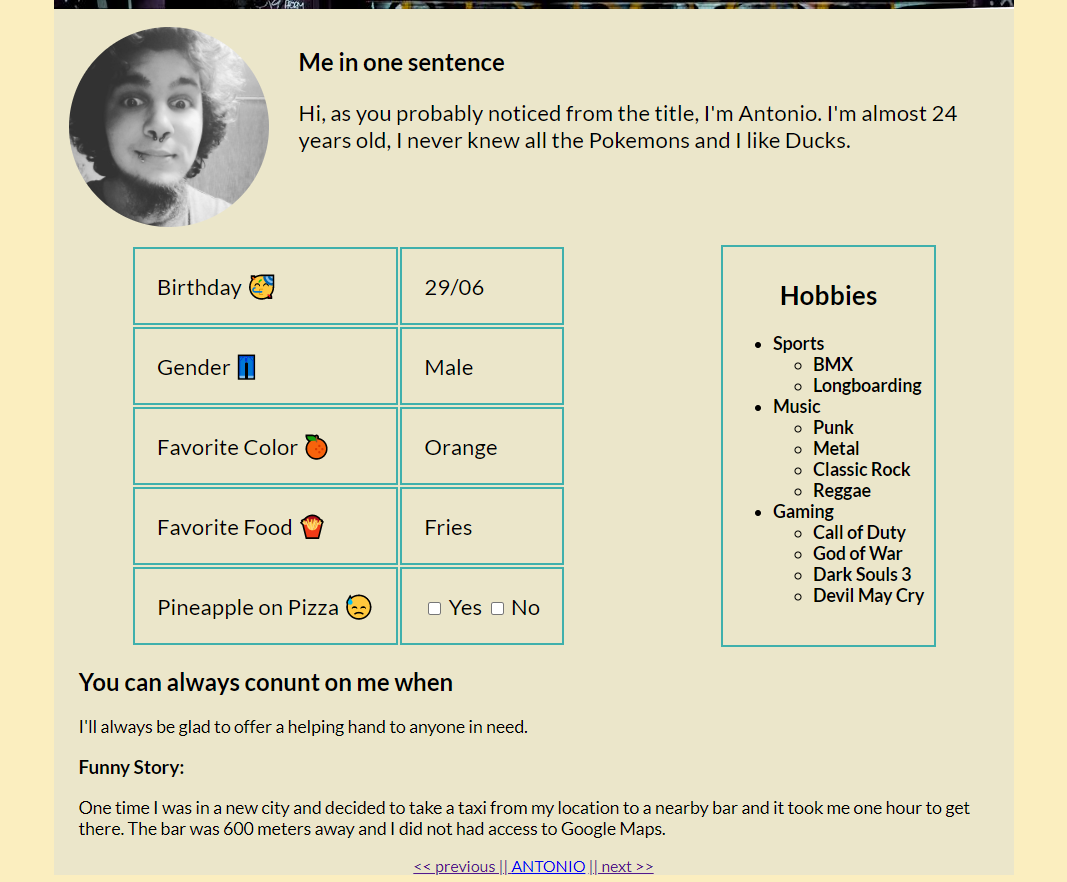 Me in one sentence
Hi, as you probably noticed from the title, I'm Antonio. I'm almost 24
years old, I never knew all the Pokemons and I like Ducks.
Birthday 🥳 29/06
Gender 👖 Male
Favorite Color 🍊 Orange
Favorite Food 🍟 Fries
Pineapple on Pizza 😓 Yes No
Hobbies
Sports
BMX
Longboarding
Music
Punk
Metal
Classic Rock
Reggae
Gaming
Call of Duty
God of War
Dark Souls 3
Devil May Cry
You can always conunt on me when
I'll always be glad to offer a helping hand to anyone in need.
Funny Story:
One time I was in a new city and decided to take a taxi from my location to a nearby bar and it took me one hour to get
there. The bar was 600 meters away and I did not had access to Google Maps.
<< previous || ANTONIO || next >>